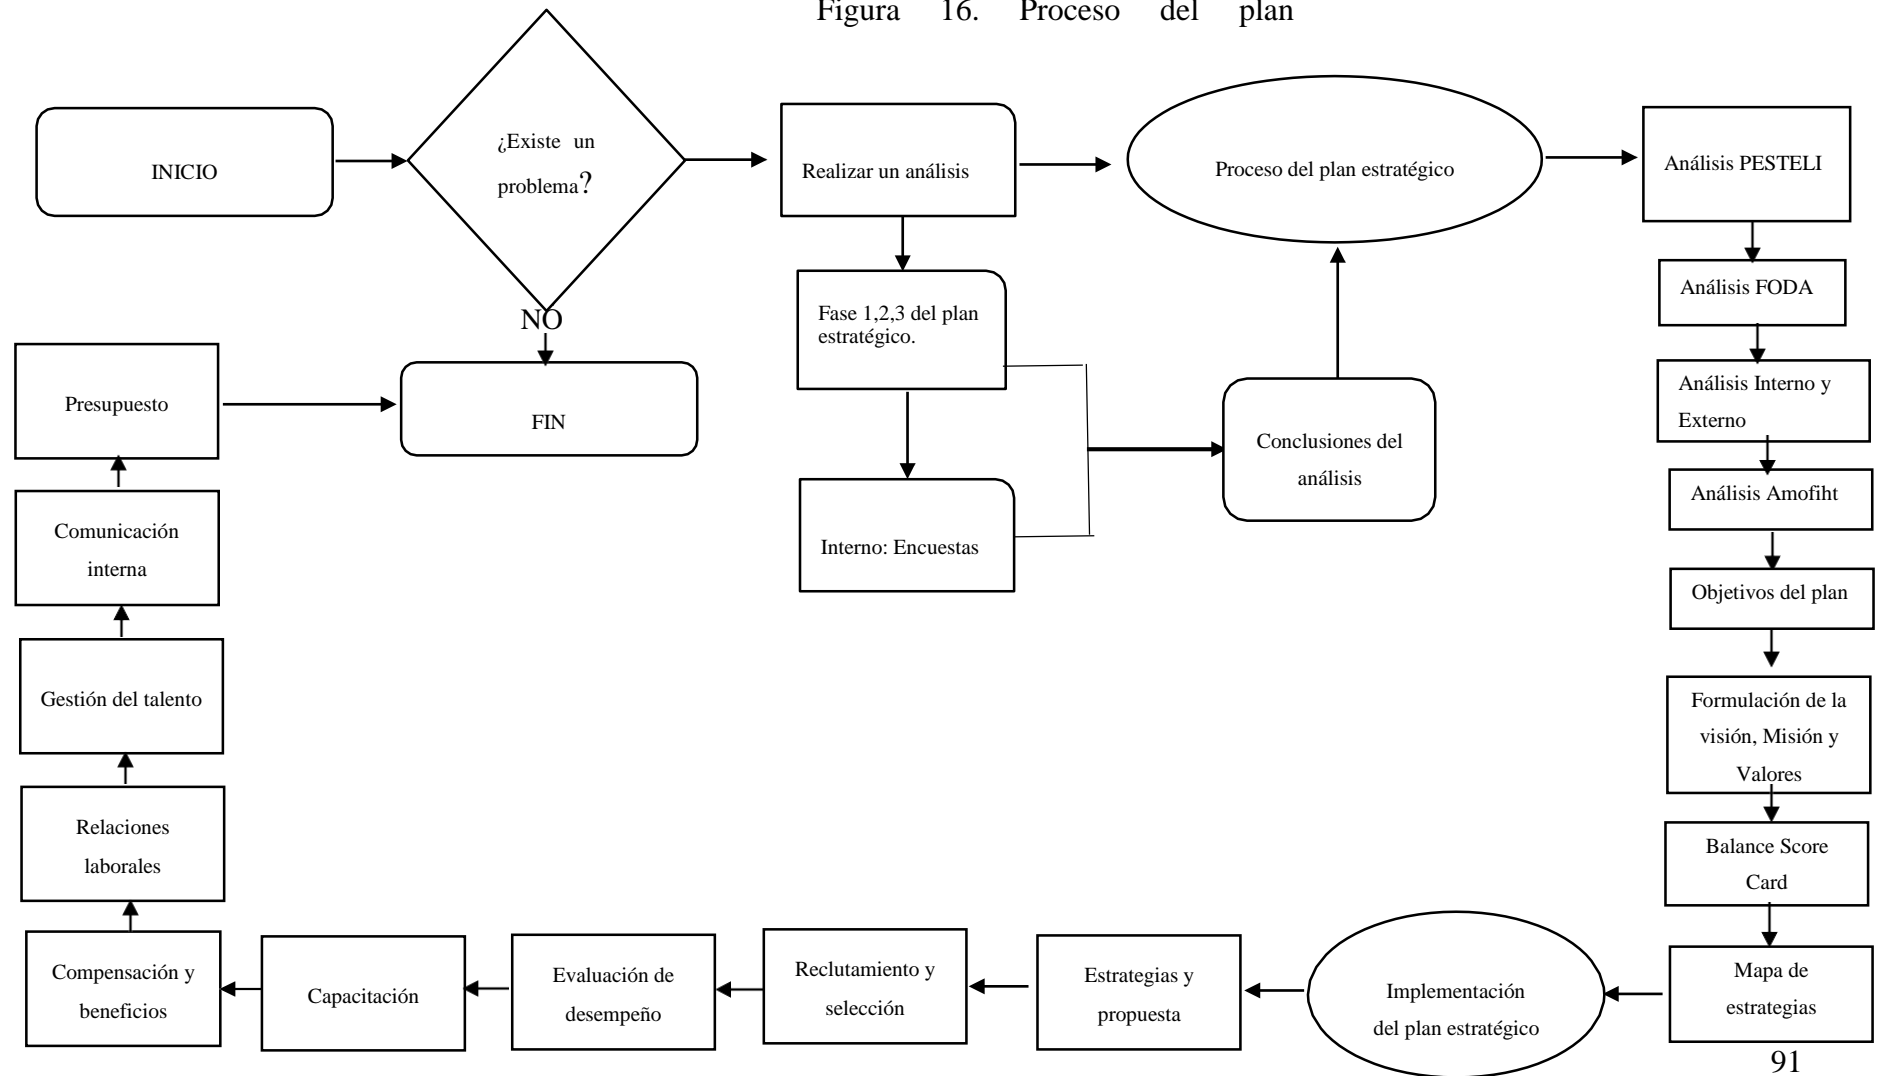 Figura 16. Proceso del plan
INICIO
¿Existe un
problema?
NO
Realizar un análisis
Proceso del plan estratégico
Análisis PESTELI
Fase 1,2,3 del plan
estratégico.
Interno: Encuestas
Conclusiones del
análisis
Análisis FODA
Análisis Interno y
Externo
Análisis Amofiht
Objetivos del plan
Formulación de la
visión, Misión y
Valores
Balance Score
Card
Mapa de
estrategias
Implementación
del plan estratégico
Estrategias y
propuesta
Reclutamiento y
selección
Evaluación de
desempeño
Capacitación
Compensación y
beneficios
Relaciones
laborales
Gestión del talento
Comunicación
interna
Presupuesto
FIN
91